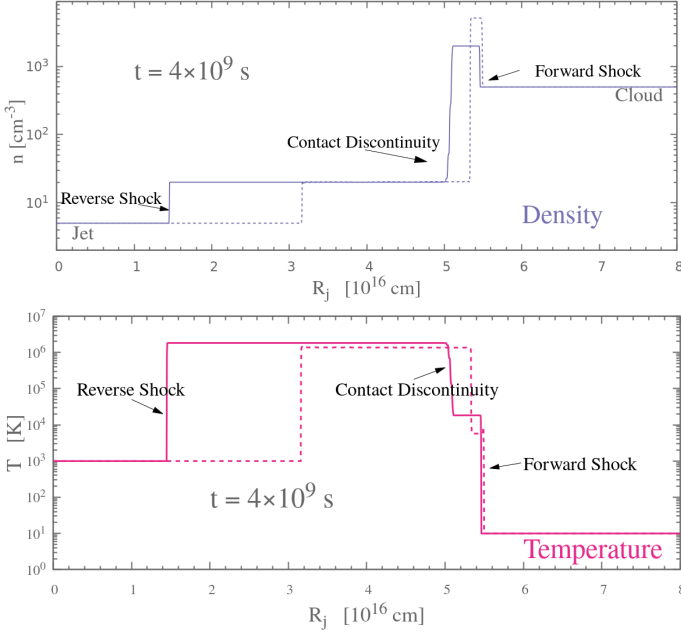 t = 4×10⁹ s
Forward Shock
Cloud
Contact Discontinuity
Reverse Shock
Jet
Density
n [cm⁻³]
10³
10²
10¹
0 1 2 3 4 5 6 7 8
R_j [10¹⁶ cm]
10⁷
10⁶
10⁵
10⁴
10³
10²
10¹
10⁰
T [K]
Reverse Shock
Contact Discontinuity
Forward Shock
t = 4×10⁹ s
Temperature
0 1 2 3 4 5 6 7 8
R_j [10¹⁶ cm]